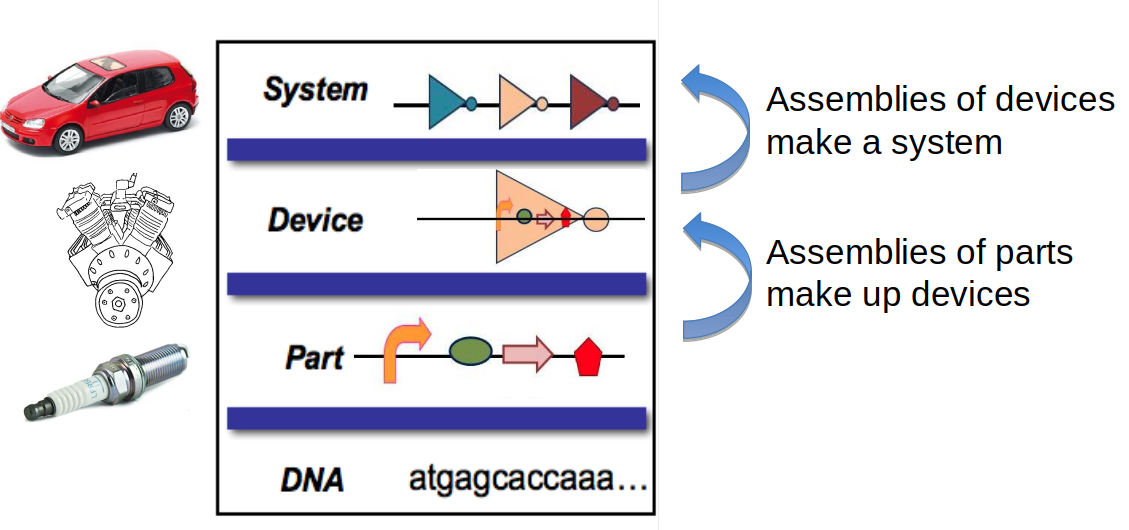 System
Assemblies of devices
make a system
Device
Assemblies of parts
make up devices
Part
DNA
atgagcaccaaa...